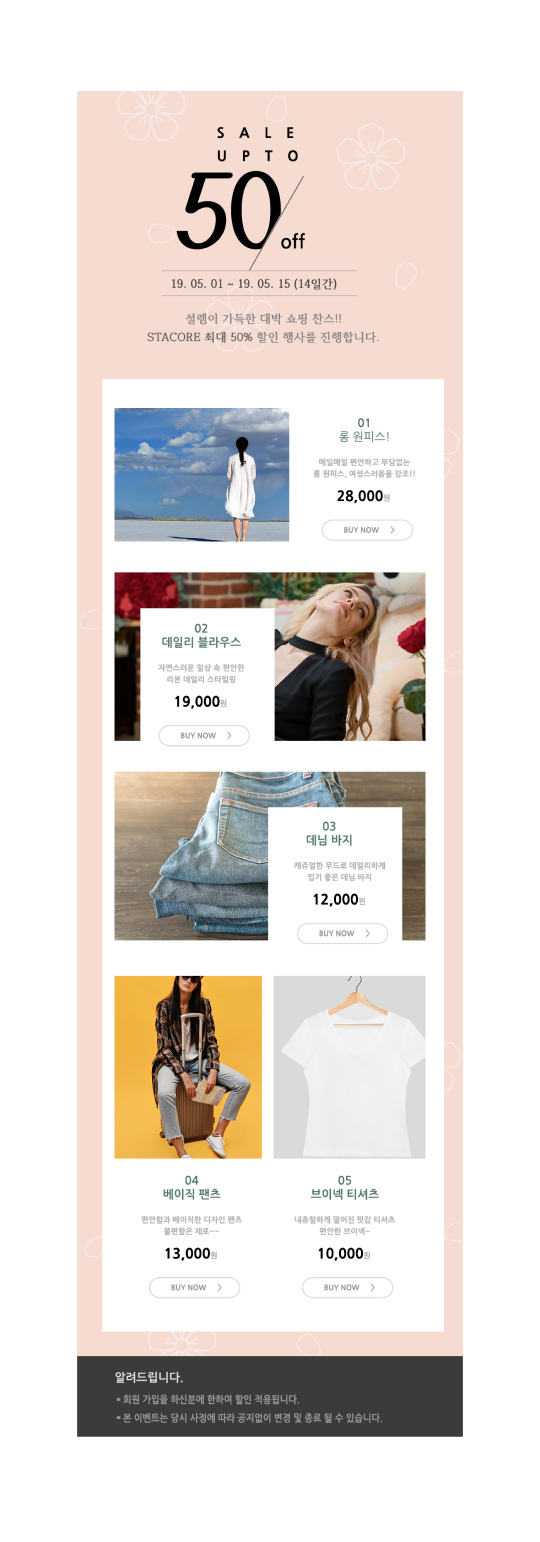 SALE
UPTO
50
off
19. 05. 01 ~ 19. 05. 15 (14일간)
설렘이 가득한 대박 쇼핑 찬스!!
STACORE 최대 50% 할인 행사를 진행합니다.
01
롱 원피스!
매일매일 편안하고 부담없는
롱 원피스, 여성스러움을 강조!!
28,000원
BUY NOW >
02
데일리 블라우스
자연스러운 일상 속 편안한
리본 데일리 스타일링
19,000원
BUY NOW >
03
데님 바지
캐쥬얼한 무드로 데일리하게
입기 좋은 데님 바지
12,000원
BUY NOW >
04
베이직 팬츠
편안함과 베이직한 디자인 팬츠
불편함은 제로~~
13,000원
BUY NOW >
05
브이넥 티셔츠
내츄럴하게 떨어진 핏감 티셔츠
편안한 브이넥~
10,000원
BUY NOW >
알려드립니다.
- 회원 가입을 하신분에 한하여 할인 적용됩니다.
- 본 이벤트는 당시 사정에 따라 공지없이 변경 및 종료 될 수 있습니다.